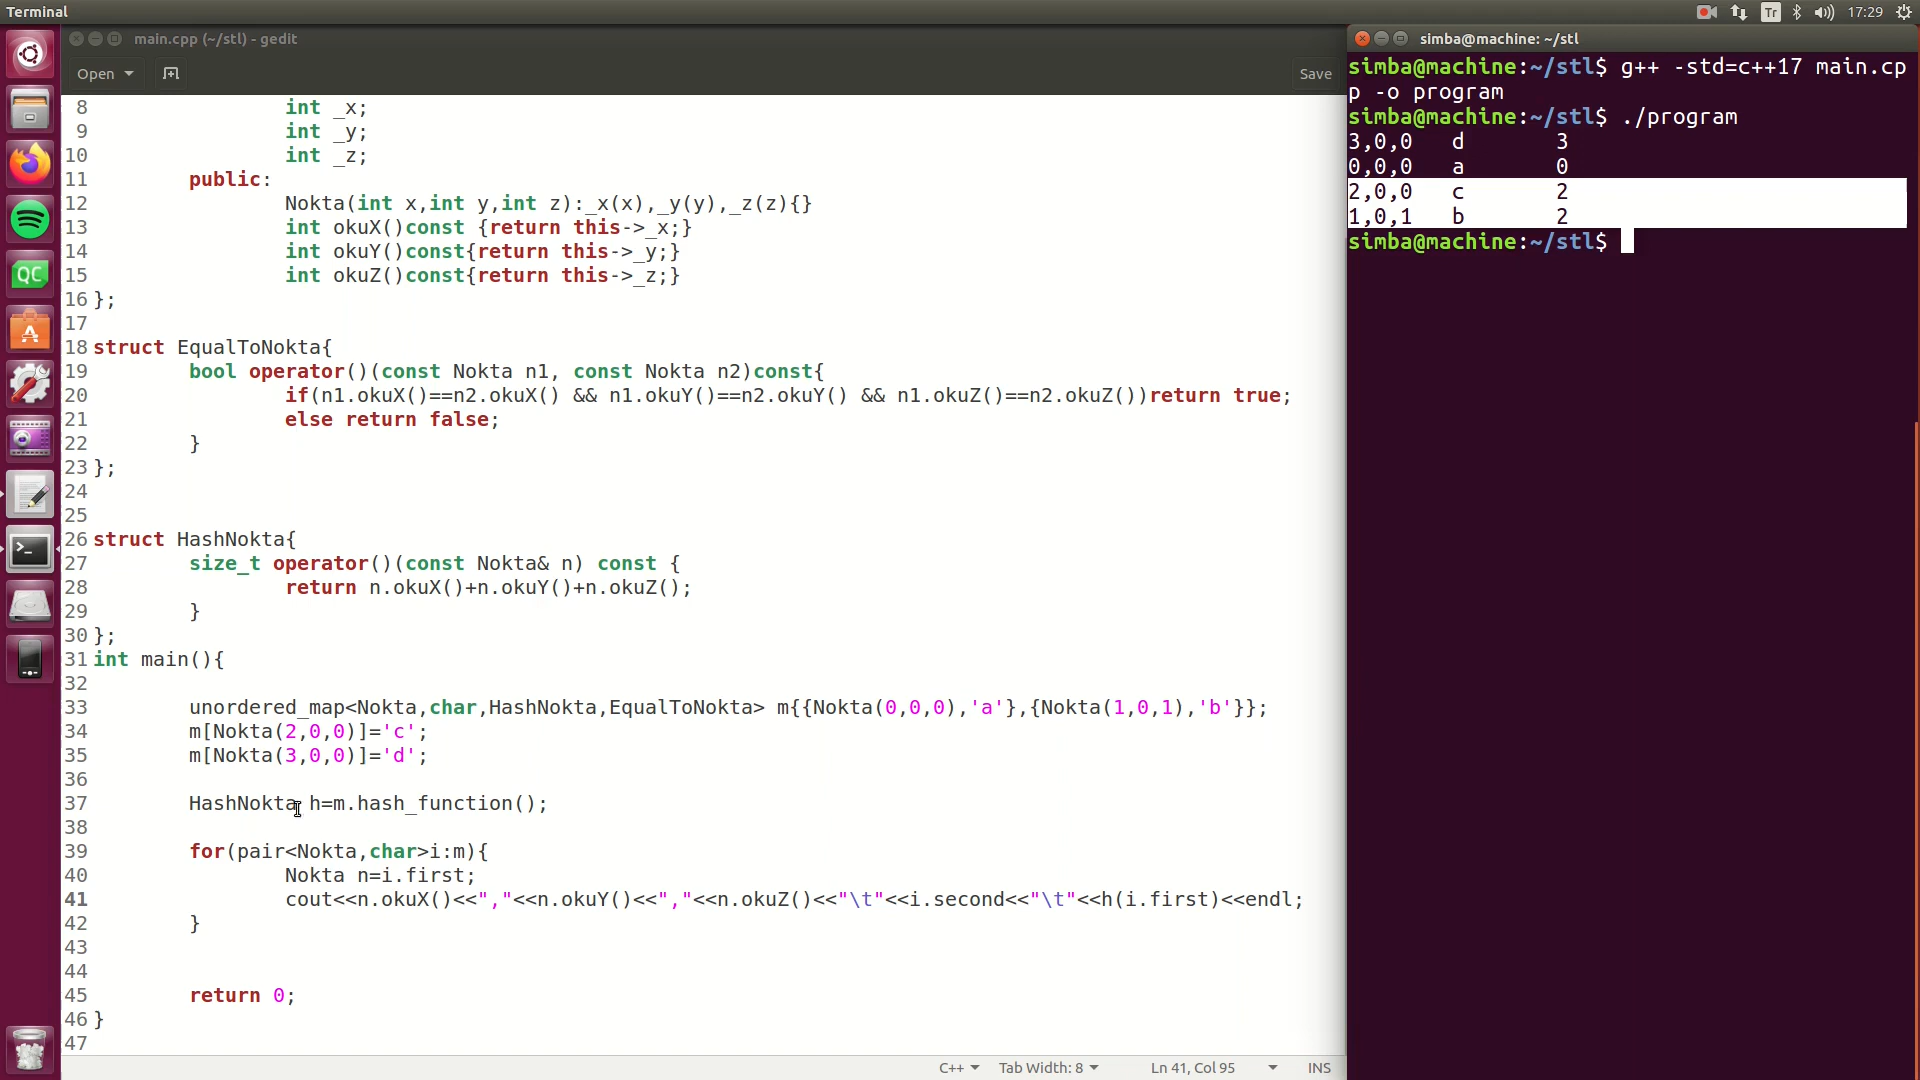 Terminal
Tr
17:29
main.cpp (~/stl) - gedit
Open
Save
8 int _x;
9 int _y;
10 int _z;
11 public:
12 Nokta(int x,int y,int z):_x(x),_y(y),_z(z){}
13 int okuX()const {return this->_x;}
14 int okuY()const{return this->_y;}
15 int okuZ()const{return this->_z;}
16 };
17
18 struct EqualToNokta{
19 bool operator()(const Nokta n1, const Nokta n2)const{
20 if(n1.okuX()==n2.okuX() && n1.okuY()==n2.okuY() && n1.okuZ()==n2.okuZ())return true;
21 else return false;
22 }
23 };
24
25
26 struct HashNokta{
27 size_t operator()(const Nokta& n) const {
28 return n.okuX()+n.okuY()+n.okuZ();
29 }
30 };
31 int main(){
32
33 unordered_map<Nokta,char,HashNokta,EqualToNokta> m{{Nokta(0,0,0),'a'},{Nokta(1,0,1),'b'}};
34 m[Nokta(2,0,0)]='c';
35 m[Nokta(3,0,0)]='d';
36
37 HashNokta h=m.hash_function();
38
39 for(pair<Nokta,char>i:m){
40 Nokta n=i.first;
41 cout<<n.okuX()<<","<<n.okuY()<<","<<n.okuZ()<<"\t"<<i.second<<"\t"<<h(i.first)<<endl;
42 }
43
44
45 return 0;
46 }
47
C++ Tab Width: 8 Ln 41, Col 95 INS
simba@machine: ~/stl
simba@machine:~/stl$ g++ -std=c++17 main.cp
p -o program
simba@machine:~/stl$ ./program
3,0,0 d 3
0,0,0 a 0
2,0,0 c 2
1,0,1 b 2
simba@machine:~/stl$
QC